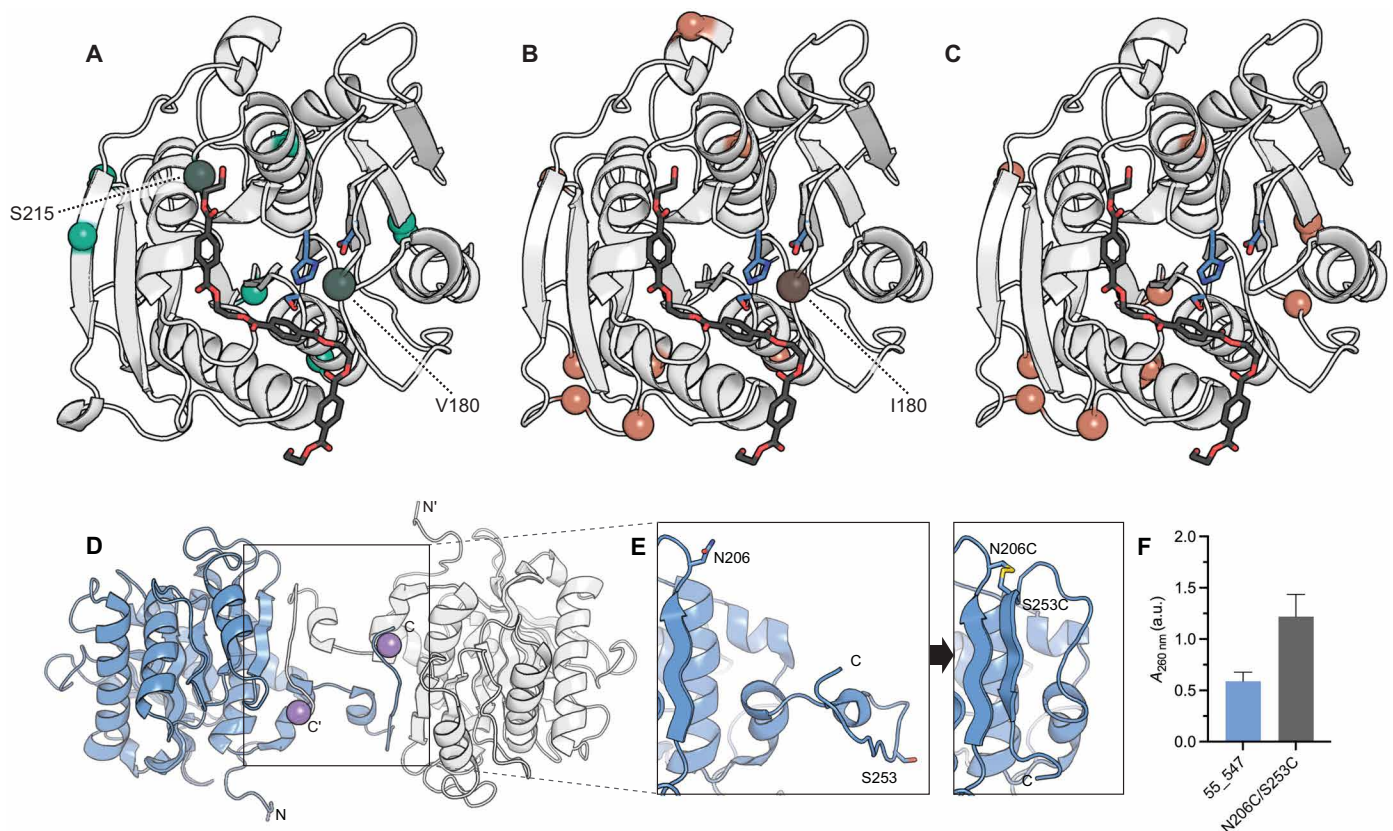 A
B
C
S215
V180
I180
D
N'
C
C'
N
E
N206
C
S253
N206C
S253C
C
F
2.0
1.5
1.0
0.5
0.0
A260 nm (a.u.)
55_547
N206C/S253C